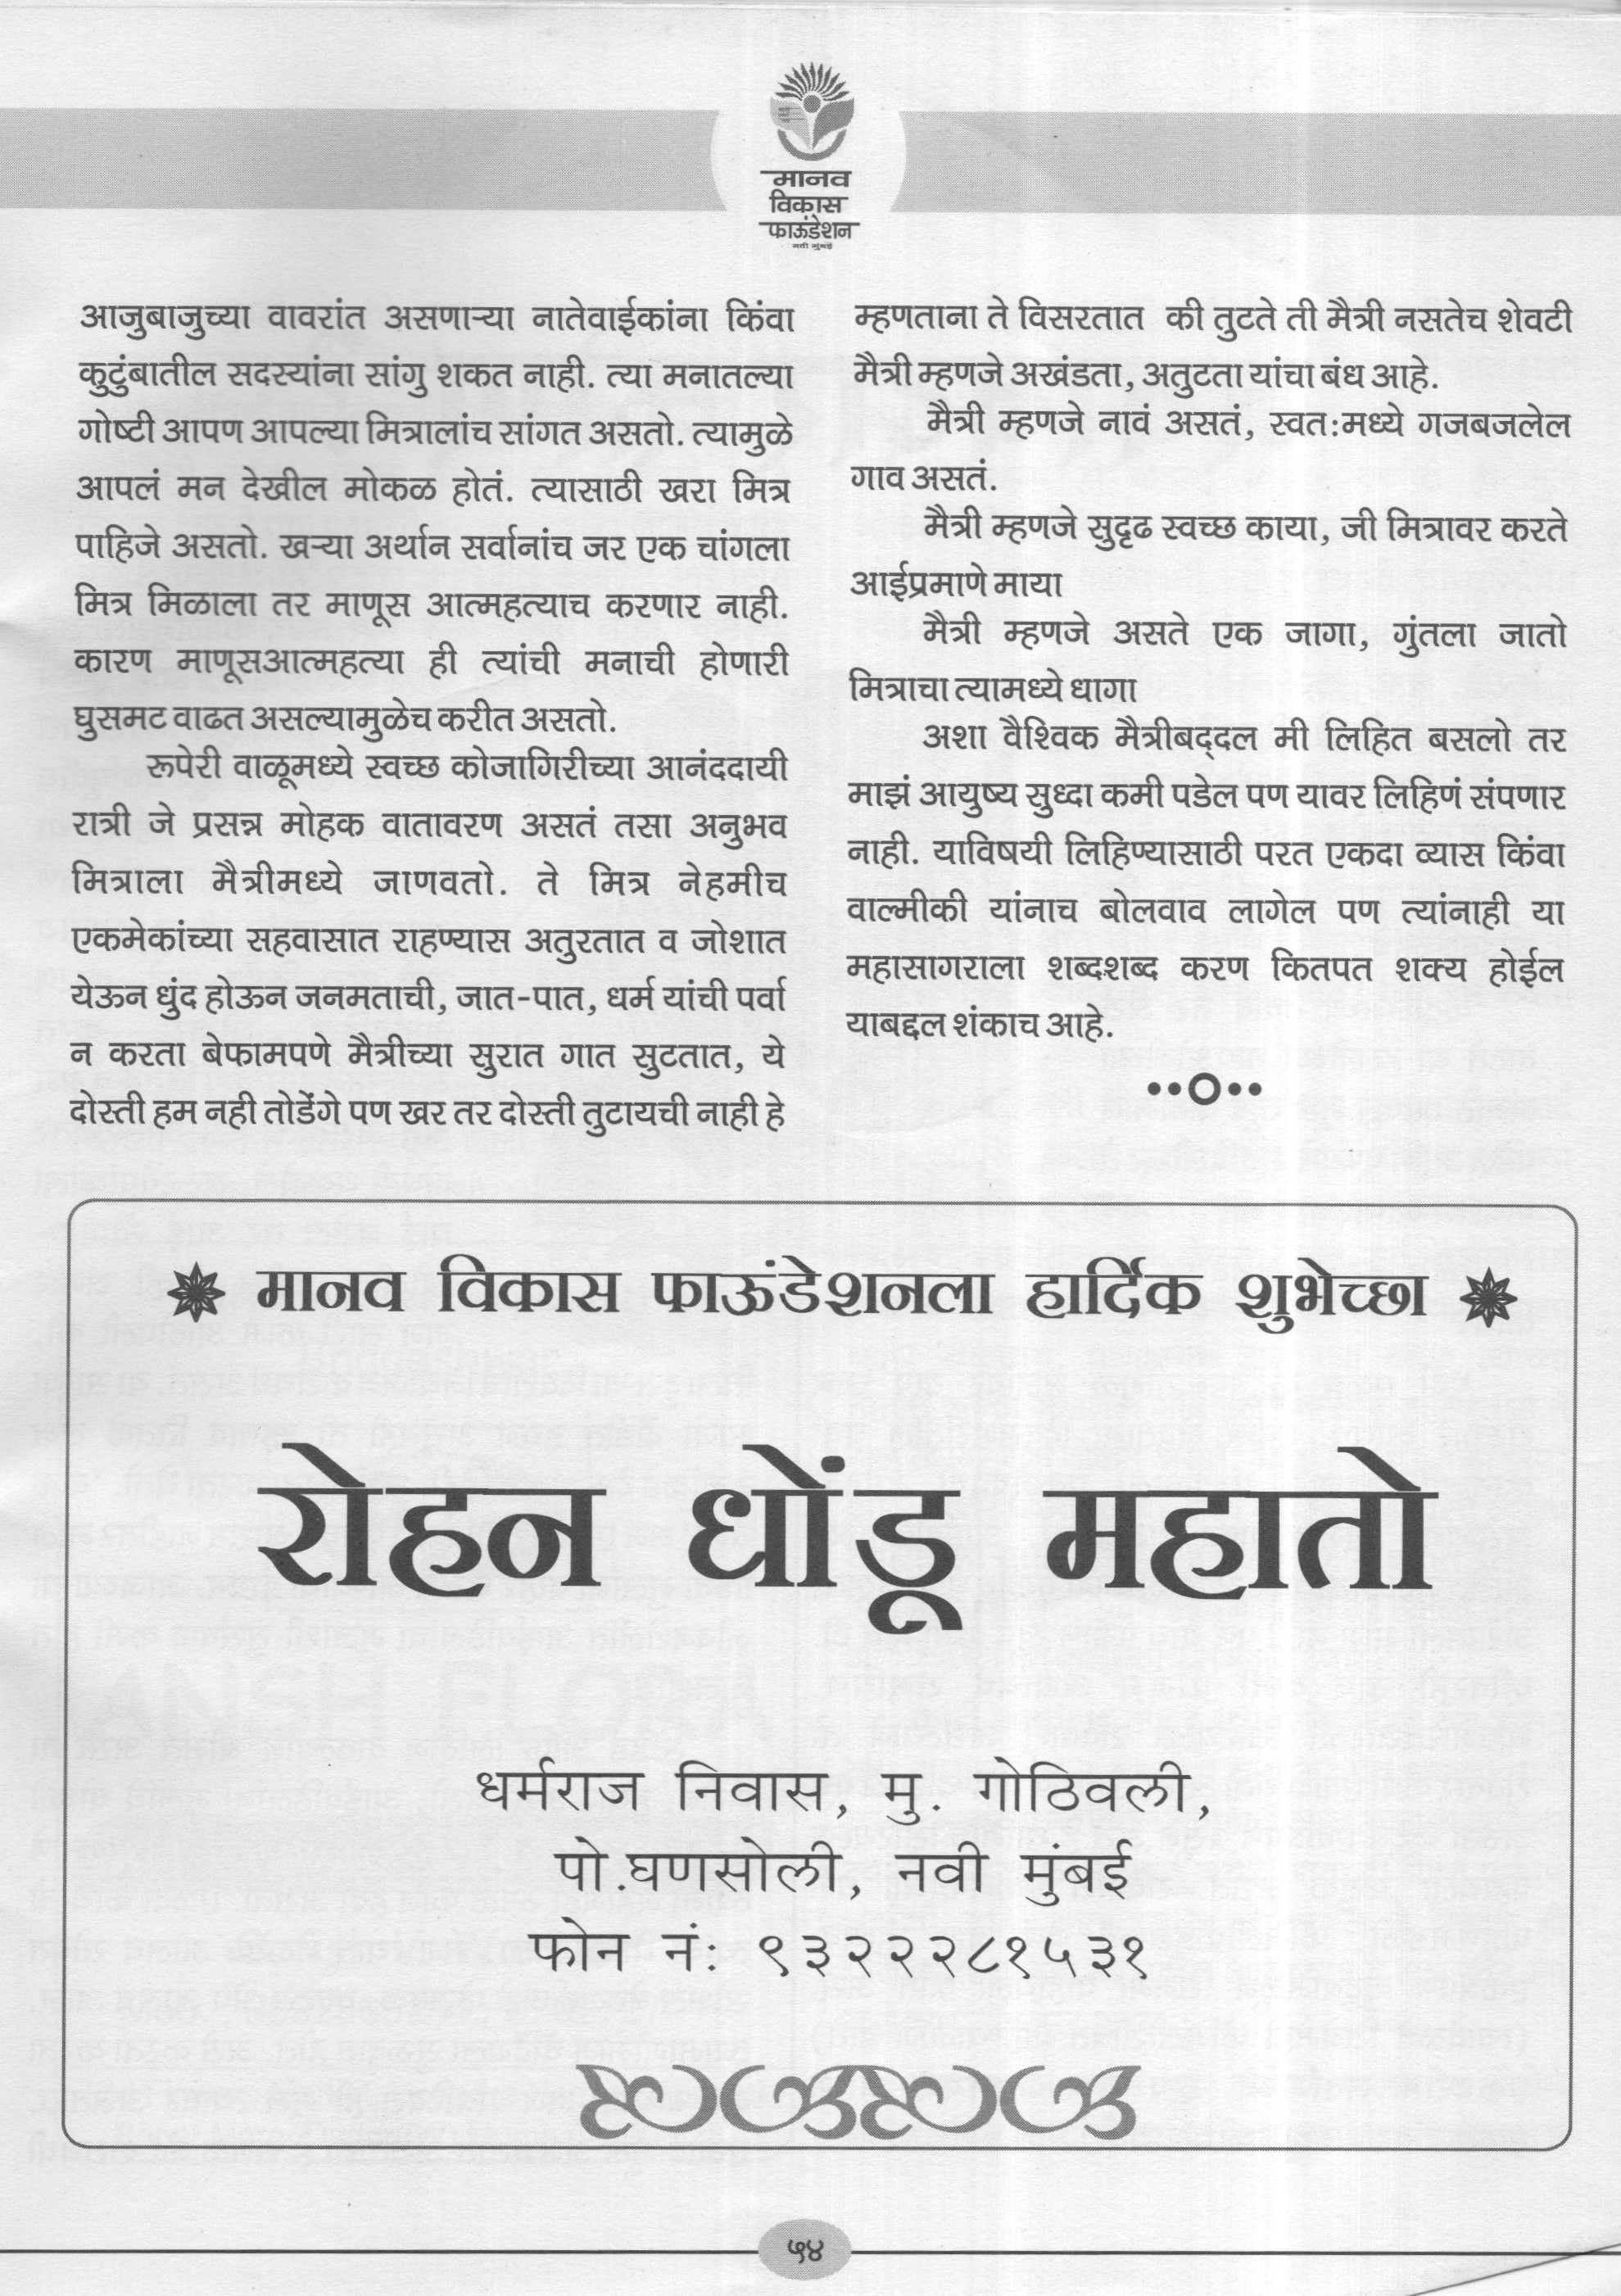 मानव
विकास
फाऊंडेशन
नवी मुंबई
आजुबाजुच्या वावरांत असणाऱ्या नातेवाईकांना किंवा
कुटुंबातील सदस्यांना सांगु शकत नाही. त्या मनातल्या
गोष्टी आपण आपल्या मित्रालांच सांगत असतो. त्यामुळे
आपलं मन देखील मोकळ होतं. त्यासाठी खरा मित्र
पाहिजे असतो. खऱ्या अर्थान सर्वानांच जर एक चांगला
मित्र मिळाला तर माणूस आत्महत्याच करणार नाही.
कारण माणूसआत्महत्या ही त्यांची मनाची होणारी
घुसमट वाढत असल्यामुळेच करीत असतो.
रूपेरी वाळूमध्ये स्वच्छ कोजागिरीच्या आनंददायी
रात्री जे प्रसन्न मोहक वातावरण असतं तसा अनुभव
मित्राला मैत्रीमध्ये जाणवतो. ते मित्र नेहमीच
एकमेकांच्या सहवासात राहण्यास अतुरतात व जोशात
येऊन धुंद होऊन जनमताची, जात-पात, धर्म यांची पर्वा
न करता बेफामपणे मैत्रीच्या सुरात गात सुटतात, ये
दोस्ती हम नही तोडेंगे पण खर तर दोस्ती तुटायची नाही हे
म्हणताना ते विसरतात की तुटते ती मैत्री नसतेच शेवटी
मैत्री म्हणजे अखंडता, अतुटता यांचा बंध आहे.
मैत्री म्हणजे नावं असतं, स्वत:मध्ये गजबजलेल
गाव असतं.
मैत्री म्हणजे सुदृढ स्वच्छ काया, जी मित्रावर करते
आईप्रमाणे माया
मैत्री म्हणजे असते एक जागा, गुंतला जातो
मित्राचा त्यामध्ये धागा
अशा वैश्विक मैत्रीबद्दल मी लिहित बसलो तर
माझं आयुष्य सुध्दा कमी पडेल पण यावर लिहिणं संपणार
नाही. याविषयी लिहिण्यासाठी परत एकदा व्यास किंवा
वाल्मीकी यांनाच बोलवाव लागेल पण त्यांनाही या
महासागराला शब्दशब्द करण कितपत शक्य होईल
याबद्दल शंकाच आहे.
मानव विकास फाऊंडेशनला हार्दिक शुभेच्छा
रोहन धोंडू महातो
धर्मराज निवास, मु. गोठिवली,
पो.घणसोली, नवी मुंबई
फोन नं: ९३२२२८१५३१
५४